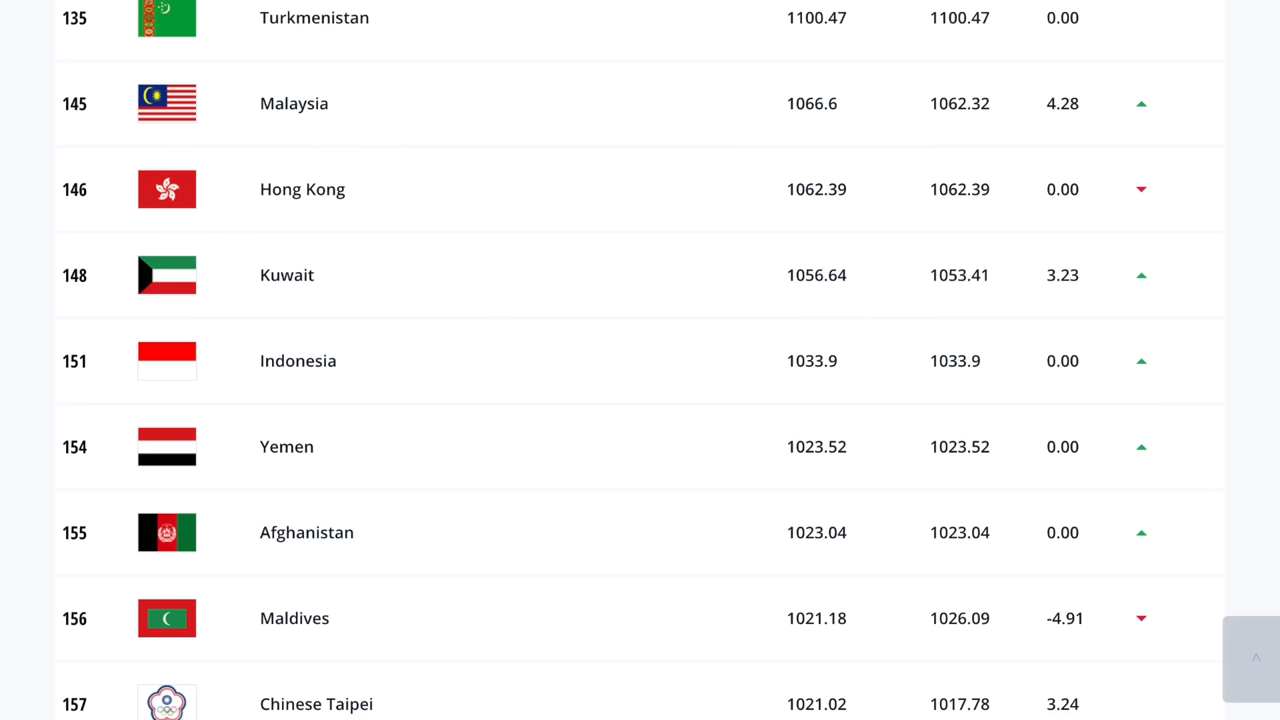 135 Turkmenistan 1100.47 1100.47 0.00
145 Malaysia 1066.6 1062.32 4.28
146 Hong Kong 1062.39 1062.39 0.00
148 Kuwait 1056.64 1053.41 3.23
151 Indonesia 1033.9 1033.9 0.00
154 Yemen 1023.52 1023.52 0.00
155 Afghanistan 1023.04 1023.04 0.00
156 Maldives 1021.18 1026.09 -4.91
157 Chinese Taipei 1021.02 1017.78 3.24